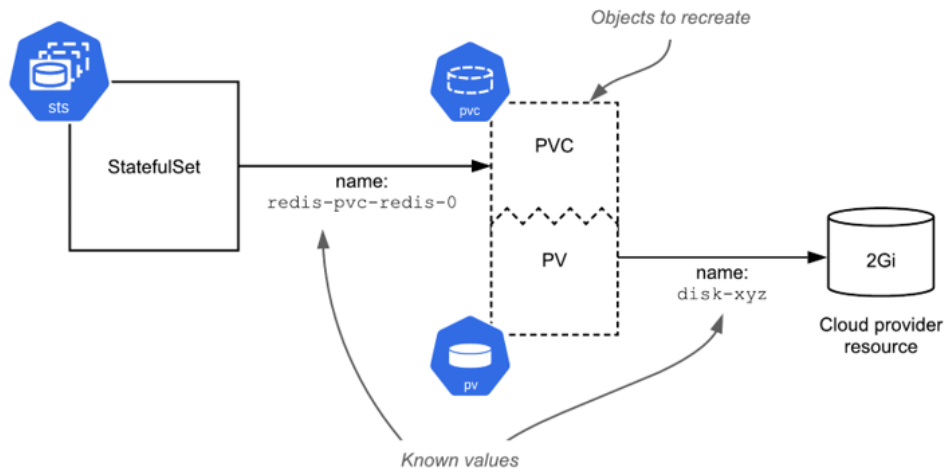 Objects to recreate
sts
pvc
StatefulSet
PVC
name:
redis-pvc-redis-0
PV
name:
disk-xyz
2Gi
Cloud provider
resource
pv
Known values